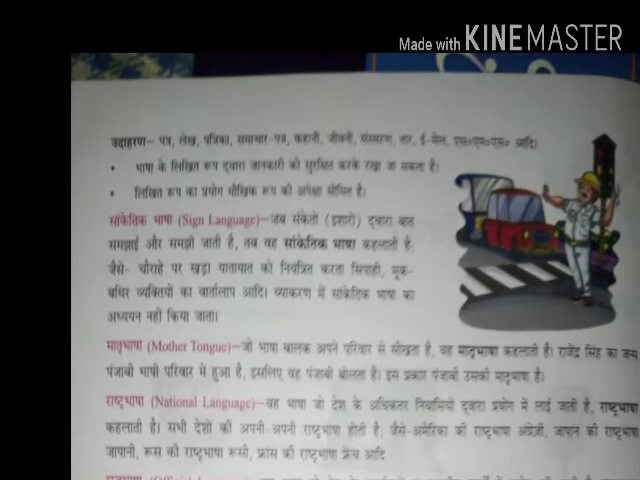 Made with KINEMASTER
उदाहरण– पत्र, लेख, पत्रिका, समाचार-पत्र, कहानी, जीवनी, संस्मरण, तार, ई-मेल, एस०एम०एस० आदि।
• भाषा के लिखित रूप द्वारा जानकारी को सुरक्षित करके रखा जा सकता है।
• लिखित रूप का प्रयोग मौखिक रूप की अपेक्षा सीमित है।
सांकेतिक भाषा (Sign Language)–जब संकेतों (इशारों) द्वारा बात
समझाई और समझी जाती है, तब वह सांकेतिक भाषा कहलाती है;
जैसे– चौराहे पर खड़ा यातायात को नियंत्रित करता सिपाही, मूक-
बधिर व्यक्तियों का वार्तालाप आदि। व्याकरण में सांकेतिक भाषा का
अध्ययन नहीं किया जाता।
मातृभाषा (Mother Tongue)–जो भाषा बालक अपने परिवार से सीखता है, वह मातृभाषा कहलाती है। राजेंद्र सिंह का जन्म
पंजाबी भाषी परिवार में हुआ है, इसलिए वह पंजाबी बोलता है। इस प्रकार पंजाबी उसकी मातृभाषा है।
राष्ट्रभाषा (National Language)–वह भाषा जो देश के अधिकतर निवासियों द्वारा प्रयोग में लाई जाती है, राष्ट्रभाषा
कहलाती है। सभी देशों की अपनी-अपनी राष्ट्रभाषा होती है; जैसे–अमेरिका की राष्ट्रभाषा अंग्रेज़ी, जापान की राष्ट्रभाषा
जापानी, रूस की राष्ट्रभाषा रूसी, फ्रांस की राष्ट्रभाषा फ्रेंच आदि